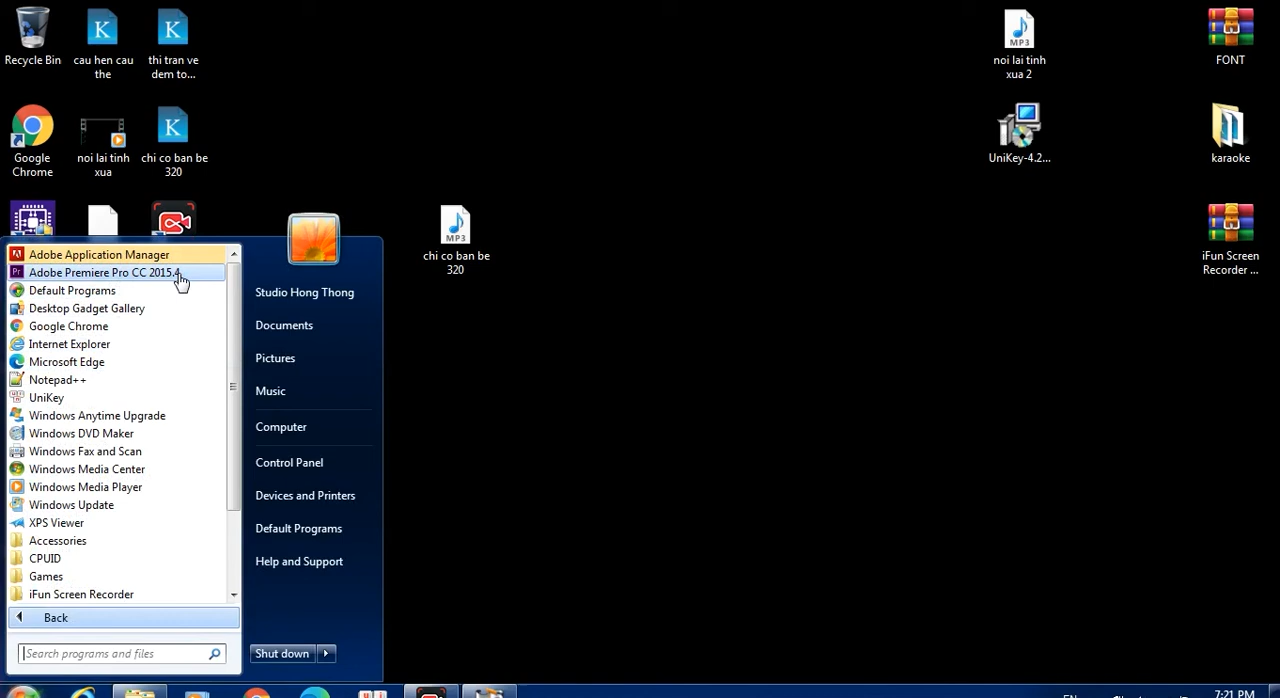 Recycle Bin
cau hen cau
the
thi tran ve
dem to...
MP3
noi lai tinh
xua 2
FONT
Google
Chrome
noi lai tinh
xua
chi co ban be
320
UniKey-4.2...
karaoke
MP3
chi co ban be
320
iFun Screen
Recorder ...
Adobe Application Manager
Adobe Premiere Pro CC 2015.4
Default Programs
Desktop Gadget Gallery
Google Chrome
Internet Explorer
Microsoft Edge
Notepad++
UniKey
Windows Anytime Upgrade
Windows DVD Maker
Windows Fax and Scan
Windows Media Center
Windows Media Player
Windows Update
XPS Viewer
Accessories
CPUID
Games
iFun Screen Recorder
Back
Search programs and files
Studio Hong Thong
Documents
Pictures
Music
Computer
Control Panel
Devices and Printers
Default Programs
Help and Support
Shut down
7:21 PM